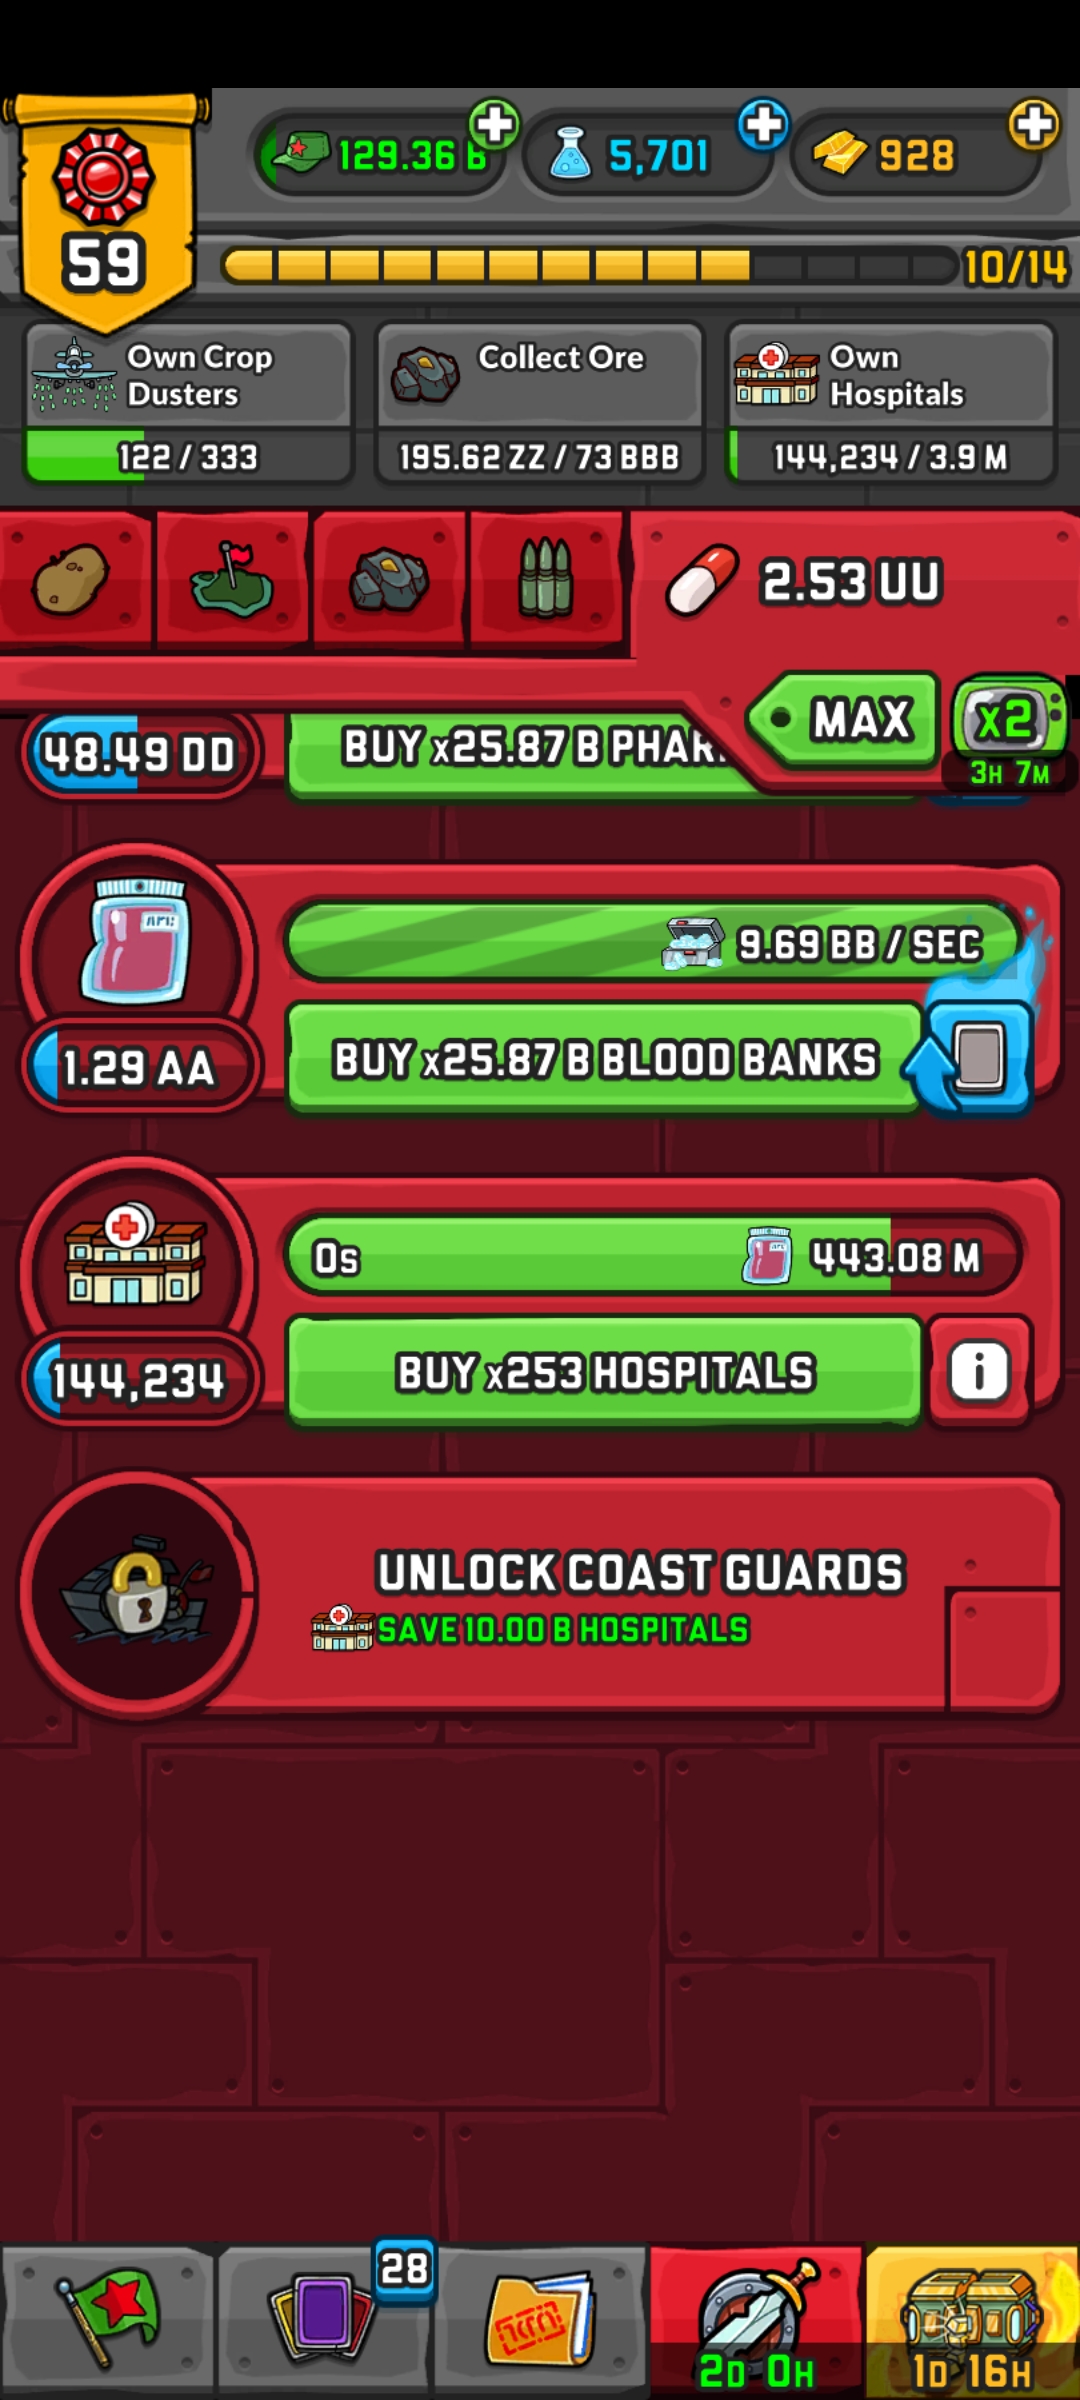 129.36 B
5,701
928
59
10/14
Own Crop
Dusters
122 / 333
Collect Ore
195.62 ZZ / 73 BBB
Own
Hospitals
144,234 / 3.9 M
2.53 UU
MAX
x2
3H 7M
48.49 DD
BUY x25.87 B PHAR
9.69 BB / SEC
1.29 AA
BUY x25.87 B BLOOD BANKS
0s
443.08 M
144,234
BUY x253 HOSPITALS
i
UNLOCK COAST GUARDS
SAVE 10.00 B HOSPITALS
28
2D 0H
1D 16H